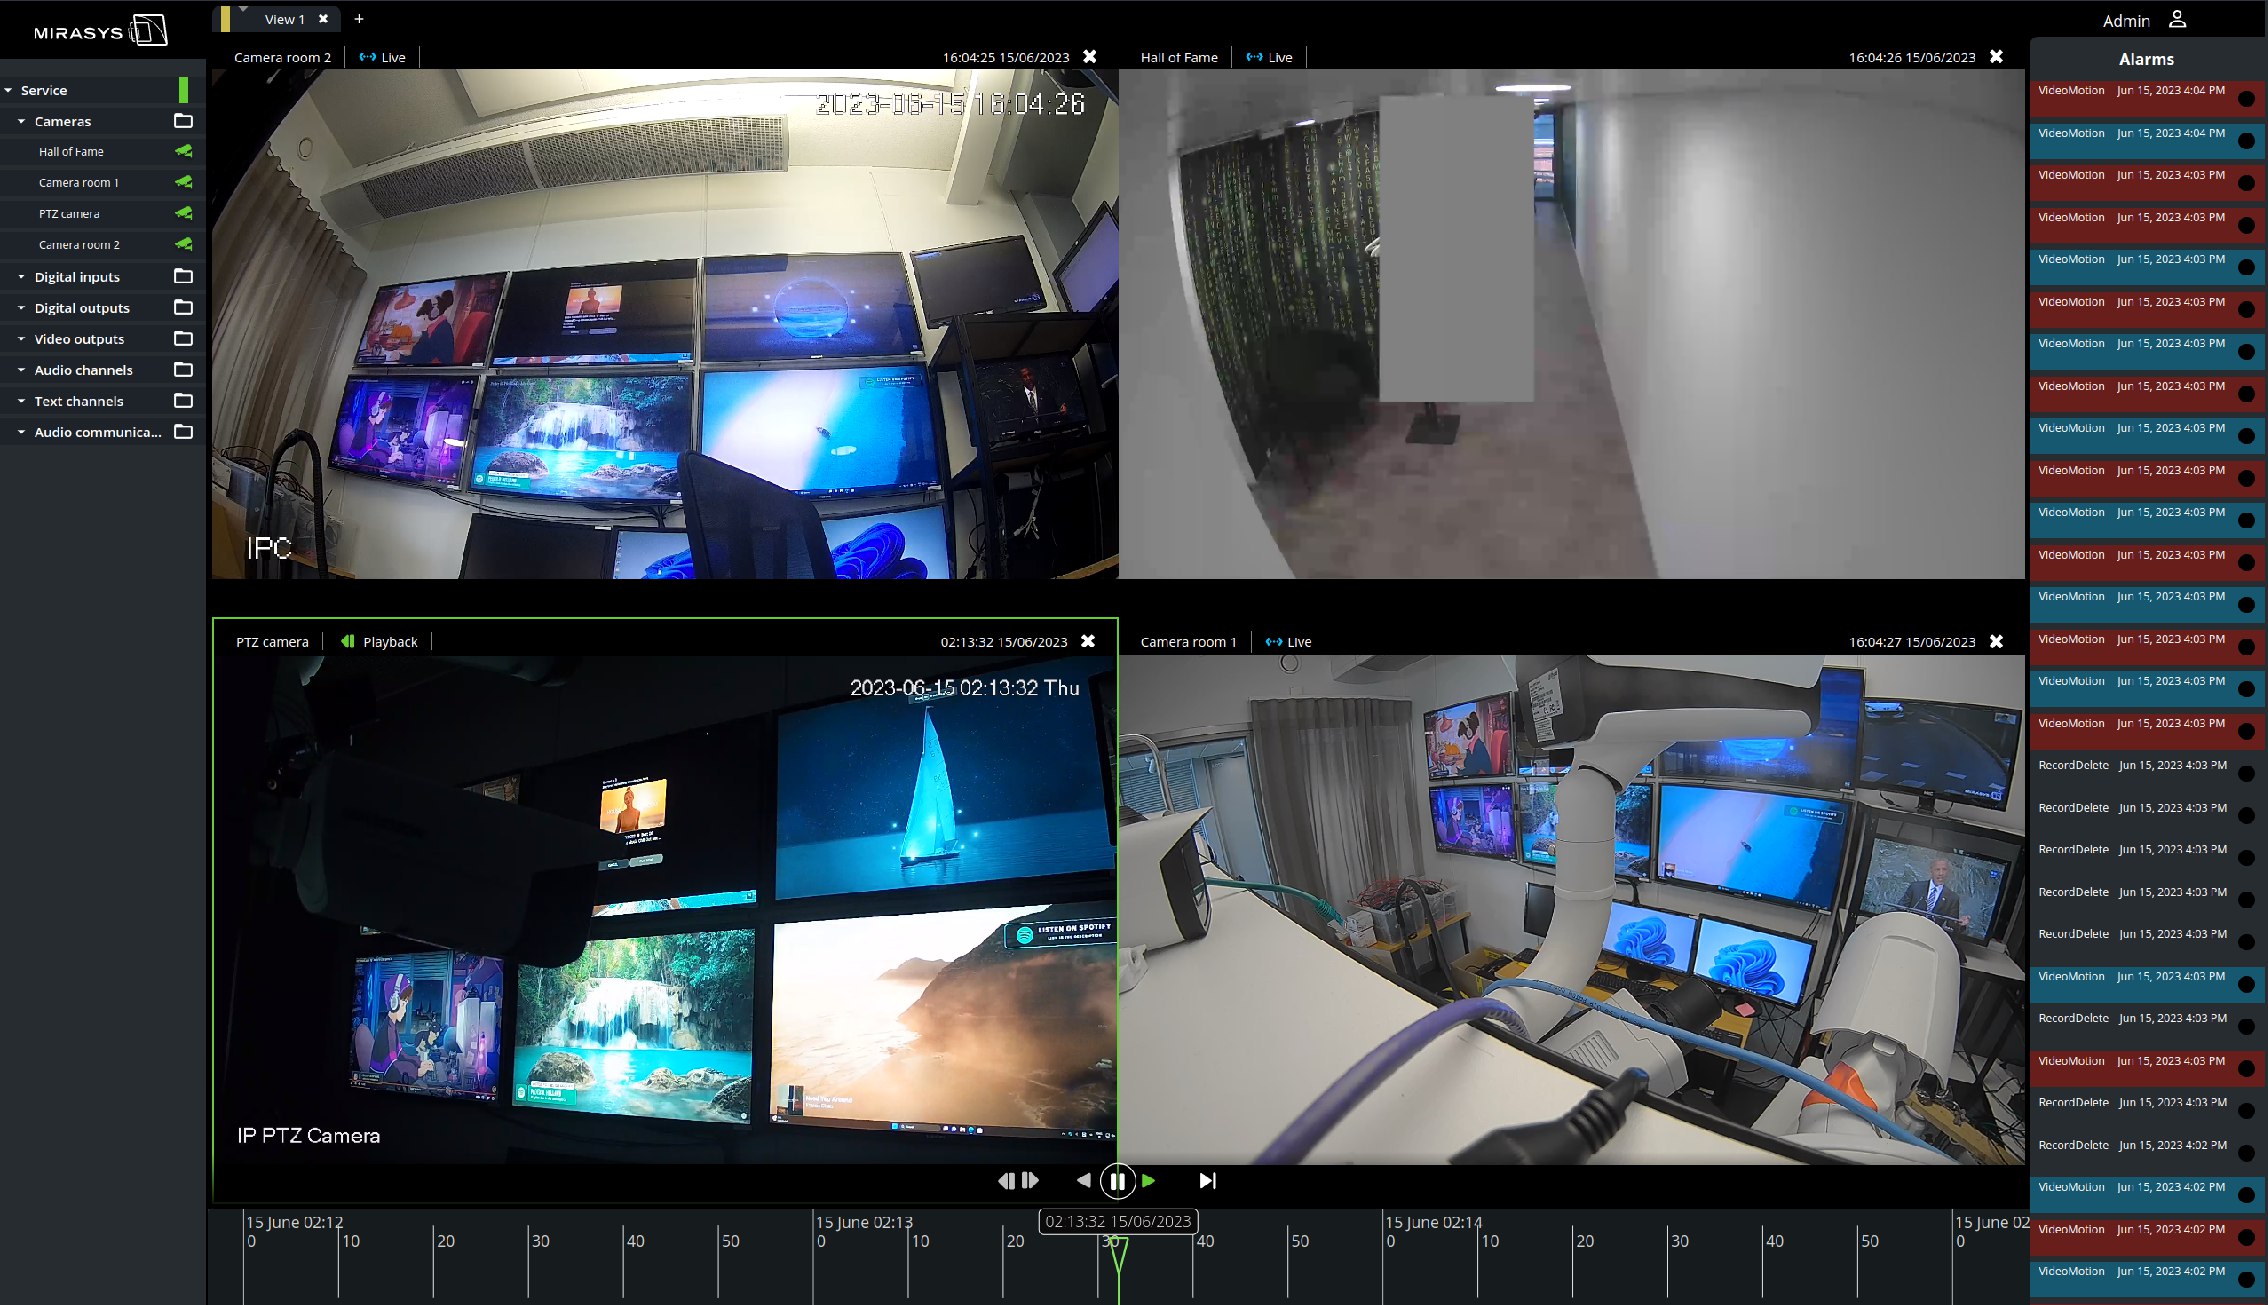 MIRASYS
View 1
Admin
Service
Cameras
Hall of Fame
Camera room 1
PTZ camera
Camera room 2
Digital inputs
Digital outputs
Video outputs
Audio channels
Text channels
Audio communica...
Camera room 2 Live 16:04:25 15/06/2023
2023-06-15 16:04:26
IPC
Hall of Fame Live 16:04:26 15/06/2023
PTZ camera Playback 02:13:32 15/06/2023
2023-06-15 02:13:32 Thu
LISTEN ON SPOTIFY
IP PTZ Camera
Camera room 1 Live 16:04:27 15/06/2023
15 June 02:12 15 June 02:13 02:13:32 15/06/2023 15 June 02:14 15 June 02
0 10 20 30 40 50 0 10 20 30 40 50 0 10 20 30 40 50 0
Alarms
VideoMotion Jun 15, 2023 4:04 PM
VideoMotion Jun 15, 2023 4:04 PM
VideoMotion Jun 15, 2023 4:03 PM
VideoMotion Jun 15, 2023 4:03 PM
VideoMotion Jun 15, 2023 4:03 PM
VideoMotion Jun 15, 2023 4:03 PM
VideoMotion Jun 15, 2023 4:03 PM
VideoMotion Jun 15, 2023 4:03 PM
VideoMotion Jun 15, 2023 4:03 PM
VideoMotion Jun 15, 2023 4:03 PM
VideoMotion Jun 15, 2023 4:03 PM
VideoMotion Jun 15, 2023 4:03 PM
VideoMotion Jun 15, 2023 4:03 PM
VideoMotion Jun 15, 2023 4:03 PM
VideoMotion Jun 15, 2023 4:03 PM
VideoMotion Jun 15, 2023 4:03 PM
RecordDelete Jun 15, 2023 4:03 PM
RecordDelete Jun 15, 2023 4:03 PM
RecordDelete Jun 15, 2023 4:03 PM
RecordDelete Jun 15, 2023 4:03 PM
RecordDelete Jun 15, 2023 4:03 PM
VideoMotion Jun 15, 2023 4:03 PM
RecordDelete Jun 15, 2023 4:03 PM
VideoMotion Jun 15, 2023 4:03 PM
RecordDelete Jun 15, 2023 4:03 PM
RecordDelete Jun 15, 2023 4:02 PM
VideoMotion Jun 15, 2023 4:02 PM
VideoMotion Jun 15, 2023 4:02 PM
VideoMotion Jun 15, 2023 4:02 PM